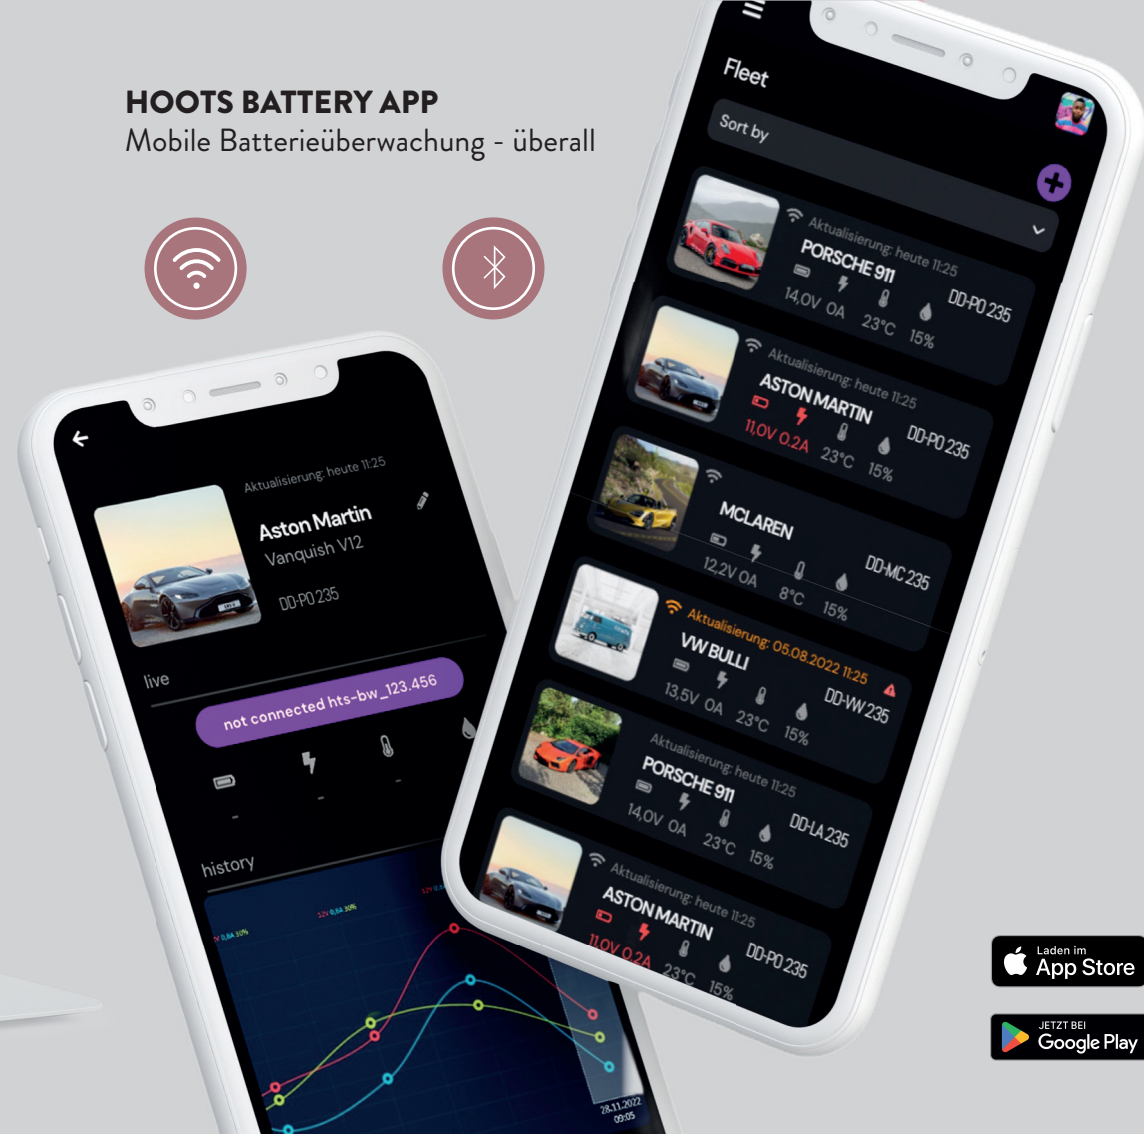 HOOTS BATTERY APP
Mobile Batterieüberwachung - überall
Fleet
Sort by
Aktualisierung: heute 11:25
PORSCHE 911
DD-PO 235
14,0V 0A 23°C 15%
Aktualisierung: heute 11:25
ASTON MARTIN
DD-PO 235
11,0V 0.2A 23°C 15%
MCLAREN
DD-MC 235
12,2V 0A 8°C 15%
Aktualisierung: 05.08.2022 11:25
VW BULLI
DD-VW 235
13,5V 0A 23°C 15%
Aktualisierung: heute 11:25
PORSCHE 911
DD-LA 235
14,0V 0A 23°C 15%
Aktualisierung: heute 11:25
ASTON MARTIN
DD-PO 235
11,0V 0.2A 23°C 15%
Aktualisierung: heute 11:25
Aston Martin
Vanquish V12
DD-PO 235
live
not connected hts-bw_123.456
- - -
history
12V 0,8A 30%
28.11.2022
09:05
Laden im
App Store
JETZT BEI
Google Play